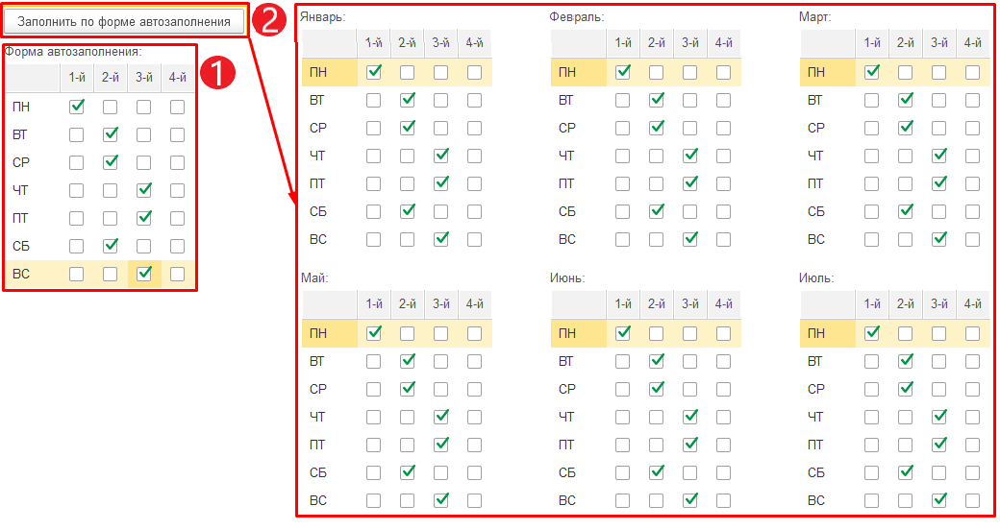 Заполнить по форме автозаполнения
2
Форма автозаполнения:
1
1-й 2-й 3-й 4-й
ПН
ВТ
СР
ЧТ
ПТ
СБ
ВС
Январь:
1-й 2-й 3-й 4-й
ПН
ВТ
СР
ЧТ
ПТ
СБ
ВС
Февраль:
1-й 2-й 3-й 4-й
ПН
ВТ
СР
ЧТ
ПТ
СБ
ВС
Март:
1-й 2-й 3-й 4-й
ПН
ВТ
СР
ЧТ
ПТ
СБ
ВС
Май:
1-й 2-й 3-й 4-й
ПН
ВТ
СР
ЧТ
ПТ
СБ
ВС
Июнь:
1-й 2-й 3-й 4-й
ПН
ВТ
СР
ЧТ
ПТ
СБ
ВС
Июль:
1-й 2-й 3-й 4-й
ПН
ВТ
СР
ЧТ
ПТ
СБ
ВС